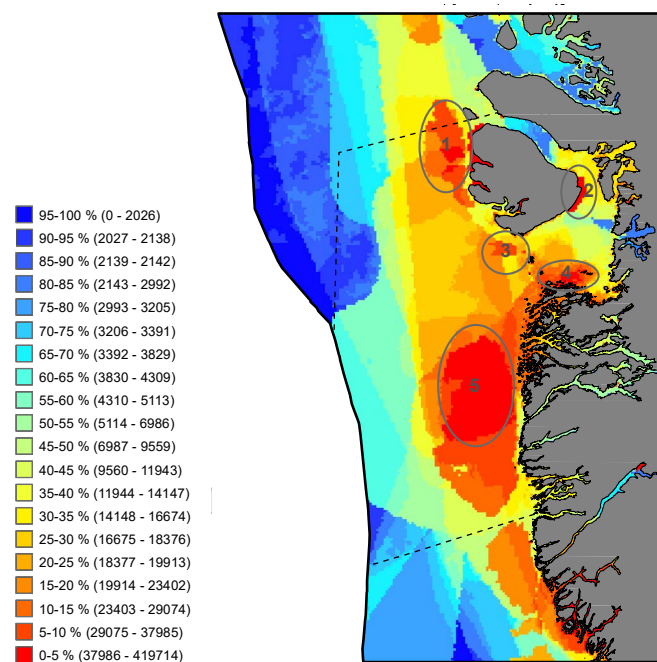 95-100 % (0 - 2026)
90-95 % (2027 - 2138)
85-90 % (2139 - 2142)
80-85 % (2143 - 2992)
75-80 % (2993 - 3205)
70-75 % (3206 - 3391)
65-70 % (3392 - 3829)
60-65 % (3830 - 4309)
55-60 % (4310 - 5113)
50-55 % (5114 - 6986)
45-50 % (6987 - 9559)
40-45 % (9560 - 11943)
35-40 % (11944 - 14147)
30-35 % (14148 - 16674)
25-30 % (16675 - 18376)
20-25 % (18377 - 19913)
15-20 % (19914 - 23402)
10-15 % (23403 - 29074)
5-10 % (29075 - 37985)
0-5 % (37986 - 419714)
1
2
3
4
5